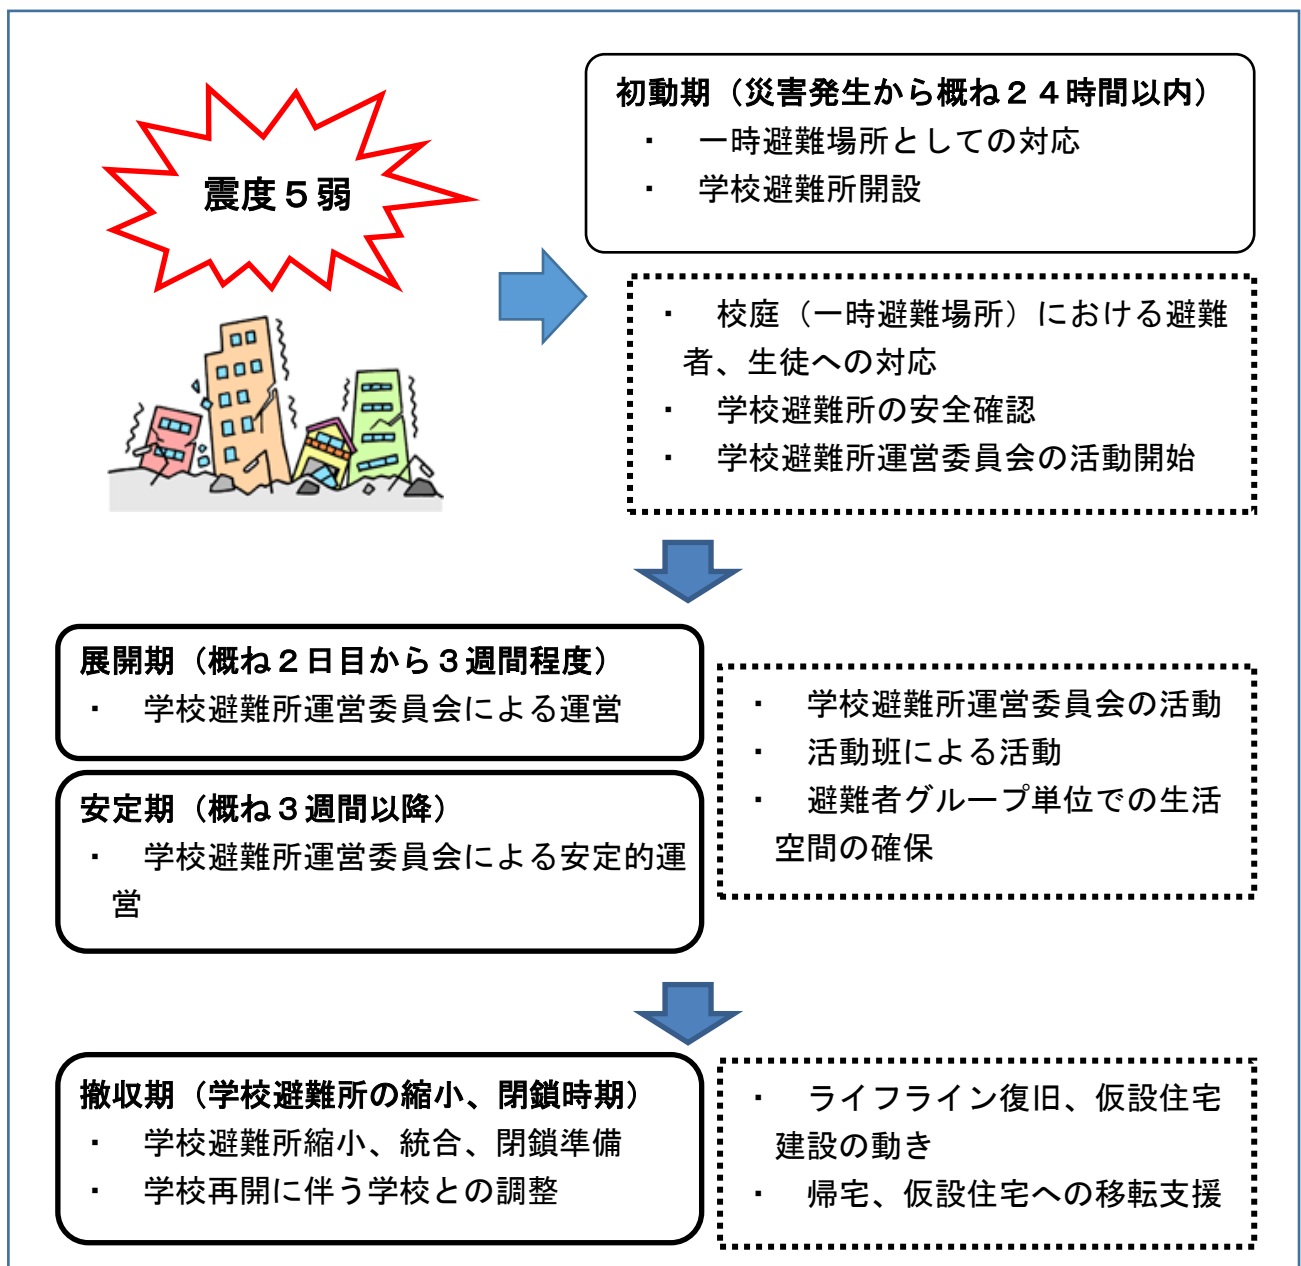 震度５弱
初動期（災害発生から概ね２４時間以内）
・　一時避難場所としての対応
・　学校避難所開設
・　校庭（一時避難場所）における避難
者、生徒への対応
・　学校避難所の安全確認
・　学校避難所運営委員会の活動開始
展開期（概ね２日目から３週間程度）
・　学校避難所運営委員会による運営
安定期（概ね３週間以降）
・　学校避難所運営委員会による安定的運
営
・　学校避難所運営委員会の活動
・　活動班による活動
・　避難者グループ単位での生活
空間の確保
撤収期（学校避難所の縮小、閉鎖時期）
・　学校避難所縮小、統合、閉鎖準備
・　学校再開に伴う学校との調整
・　ライフライン復旧、仮設住宅
建設の動き
・　帰宅、仮設住宅への移転支援